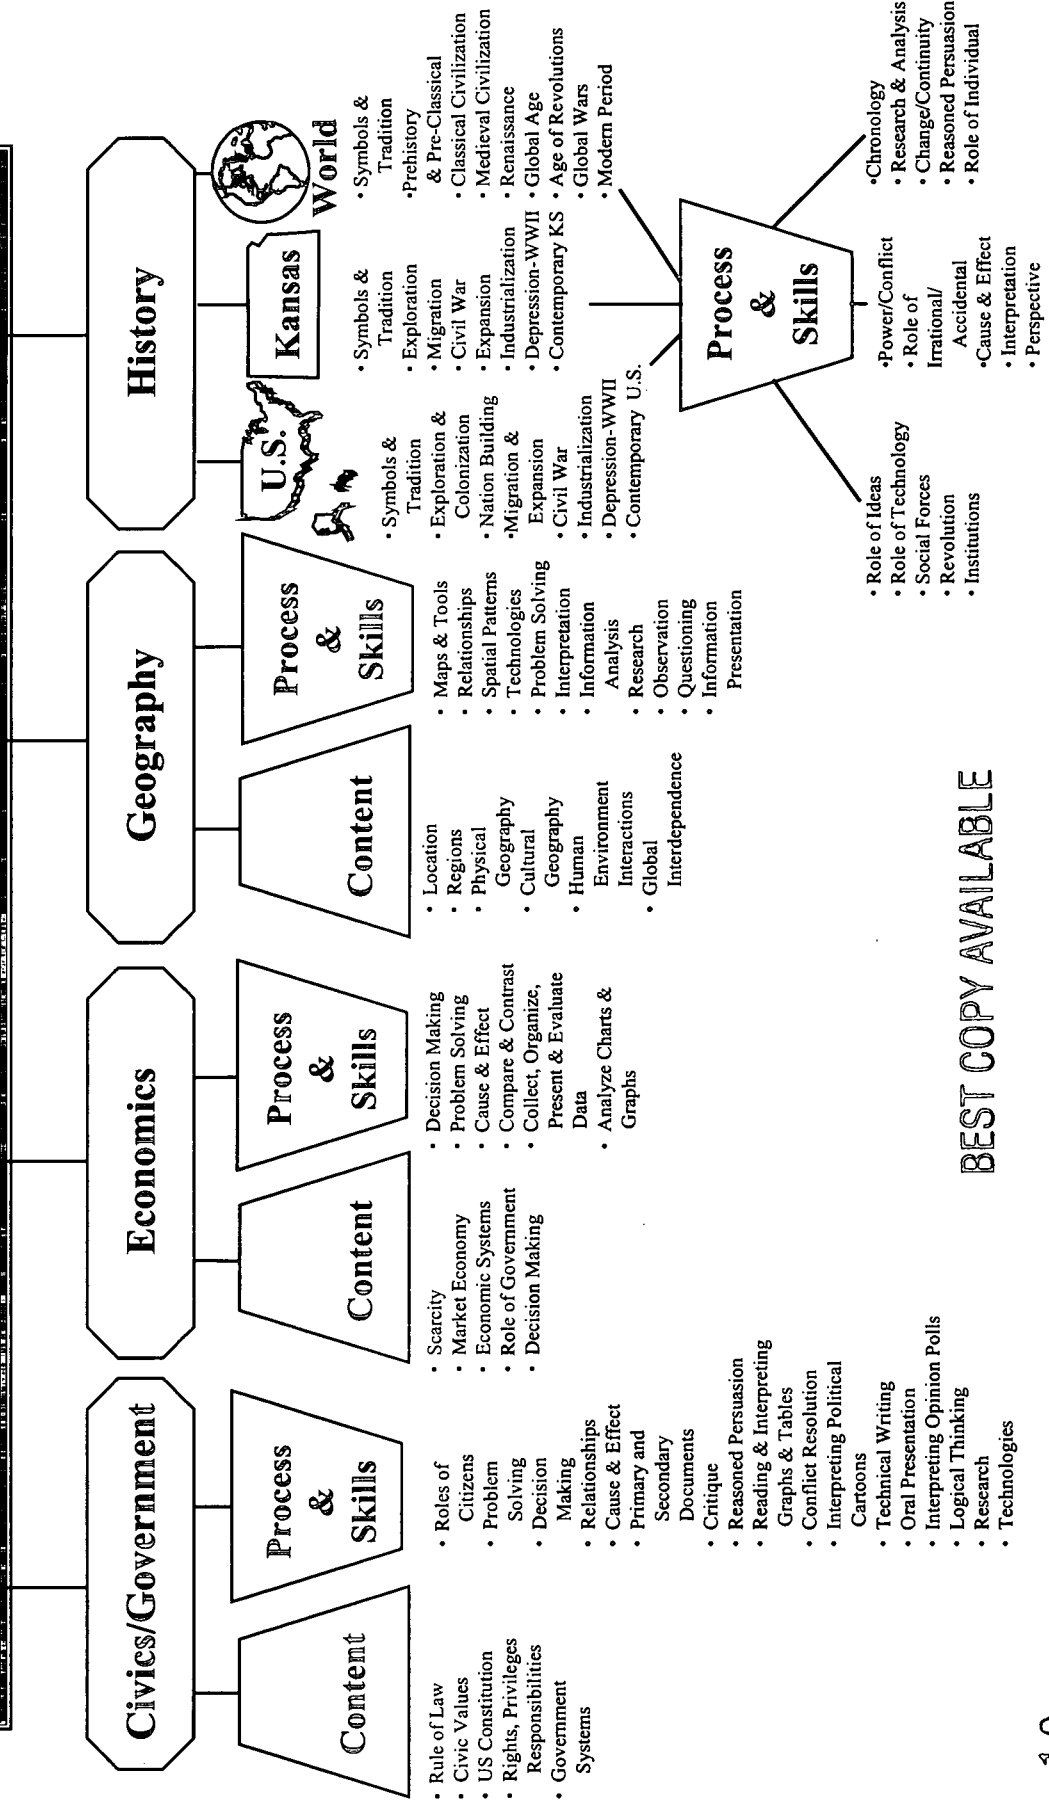 Civics/Government
Content
• Rule of Law
• Civic Values
• US Constitution
• Rights, Privileges
Responsibilities
• Government
Systems
Process
&
Skills
• Roles of
Citizens
• Problem
Solving
• Decision
Making
• Relationships
• Cause & Effect
• Primary and
Secondary
Documents
• Critique
• Reasoned Persuasion
• Reading & Interpreting
Graphs & Tables
• Conflict Resolution
• Interpreting Political
Cartoons
• Technical Writing
• Oral Presentation
• Interpreting Opinion Polls
• Logical Thinking
• Research
• Technologies
Economics
Content
• Scarcity
• Market Economy
• Economic Systems
• Role of Government
• Decision Making
Process
&
Skills
• Decision Making
• Problem Solving
• Cause & Effect
• Compare & Contrast
• Collect, Organize,
Present & Evaluate
Data
• Analyze Charts &
Graphs
Geography
Content
• Location
• Regions
• Physical
Geography
• Cultural
Geography
• Human
Environment
Interactions
• Global
Interdependence
Process
&
Skills
• Maps & Tools
• Relationships
• Spatial Patterns
• Technologies
• Problem Solving
• Interpretation
• Information
Analysis
• Research
• Observation
• Questioning
• Information
Presentation
History
U.S.
• Symbols &
Tradition
• Exploration &
Colonization
• Nation Building
•Migration &
Expansion
• Civil War
• Industrialization
• Depression-WWII
• Contemporary U.S.
Kansas
• Symbols &
Tradition
• Exploration
• Migration
• Civil War
• Expansion
• Industrialization
• Depression-WWII
• Contemporary KS
World
• Symbols &
Tradition
•Prehistory
& Pre-Classical
• Classical Civilization
• Medieval Civilization
• Renaissance
• Global Age
• Age of Revolutions
• Global Wars
• Modern Period
Process
&
Skills
• Role of Ideas
• Role of Technology
• Social Forces
• Revolution
• Institutions
•Power/Conflict
• Role of
Irrational/
Accidental
•Cause & Effect
• Interpretation
• Perspective
•Chronology
• Research & Analysis
• Change/Continuity
• Reasoned Persuasion
• Role of Individual
BEST COPY AVAILABLE